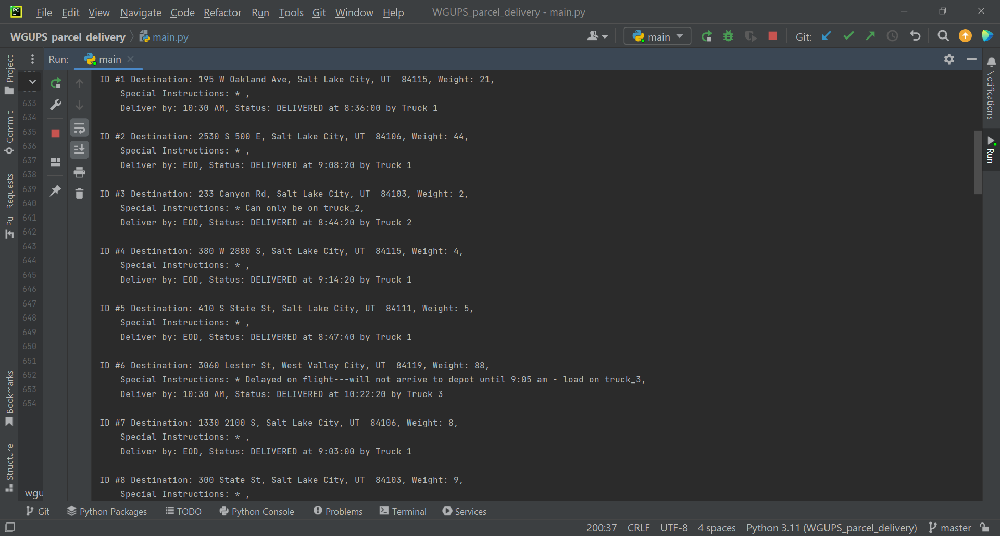 PC File Edit View Navigate Code Refactor Run Tools Git Window Help WGUPS_parcel_delivery - main.py
WGUPS_parcel_delivery main.py main Git:
Run: main
Project
Commit
Pull Requests
Bookmarks
Structure
633
634
635
636
637
638
639
640
641
642
643
644
645
646
647
648
649
650
651
652
653
654
wgu
ID #1 Destination: 195 W Oakland Ave, Salt Lake City, UT  84115, Weight: 21,
Special Instructions: * ,
Deliver by: 10:30 AM, Status: DELIVERED at 8:36:00 by Truck 1
ID #2 Destination: 2530 S 500 E, Salt Lake City, UT  84106, Weight: 44,
Special Instructions: * ,
Deliver by: EOD, Status: DELIVERED at 9:08:20 by Truck 1
ID #3 Destination: 233 Canyon Rd, Salt Lake City, UT  84103, Weight: 2,
Special Instructions: * Can only be on truck_2,
Deliver by: EOD, Status: DELIVERED at 8:44:20 by Truck 2
ID #4 Destination: 380 W 2880 S, Salt Lake City, UT  84115, Weight: 4,
Special Instructions: * ,
Deliver by: EOD, Status: DELIVERED at 9:14:20 by Truck 1
ID #5 Destination: 410 S State St, Salt Lake City, UT  84111, Weight: 5,
Special Instructions: * ,
Deliver by: EOD, Status: DELIVERED at 8:47:40 by Truck 1
ID #6 Destination: 3060 Lester St, West Valley City, UT  84119, Weight: 88,
Special Instructions: * Delayed on flight---will not arrive to depot until 9:05 am - load on truck_3,
Deliver by: 10:30 AM, Status: DELIVERED at 10:22:20 by Truck 3
ID #7 Destination: 1330 2100 S, Salt Lake City, UT  84106, Weight: 8,
Special Instructions: * ,
Deliver by: EOD, Status: DELIVERED at 9:03:00 by Truck 1
ID #8 Destination: 300 State St, Salt Lake City, UT  84103, Weight: 9,
Special Instructions: * ,
Notifications
Run
Git Python Packages TODO Python Console Problems Terminal Services
200:37 CRLF UTF-8 4 spaces Python 3.11 (WGUPS_parcel_delivery) master